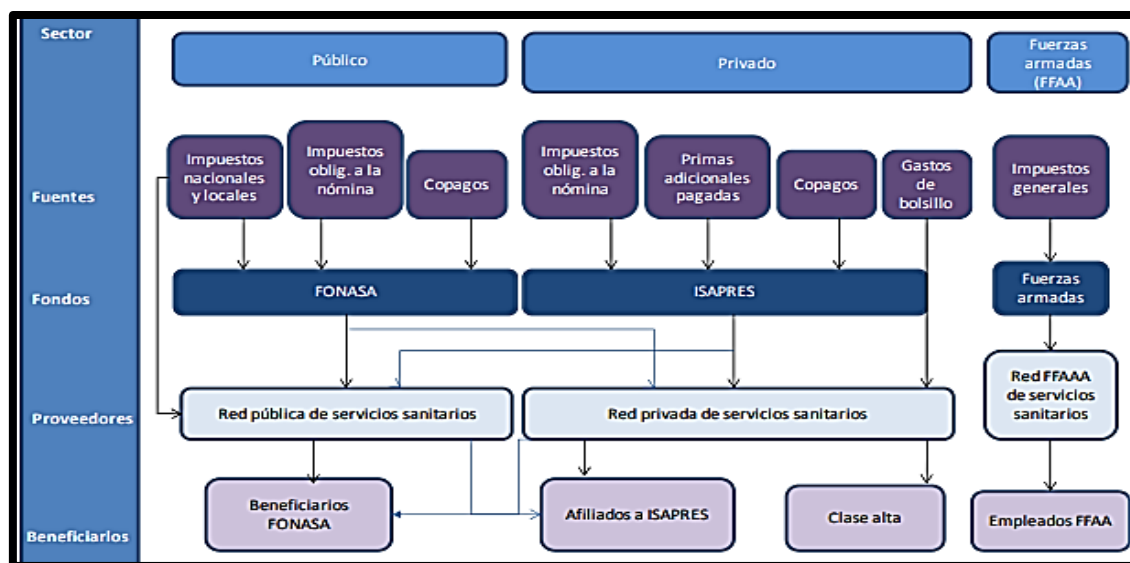 Sector
Público
Privado
Fuerzas
armadas
(FFAA)
Fuentes
Impuestos
nacionales
y locales
Impuestos
oblig. a la
nómina
Copagos
Impuestos
oblig. a la
nómina
Primas
adicionales
pagadas
Copagos
Gastos
de
bolsillo
Impuestos
generales
Fondos
FONASA
ISAPRES
Fuerzas
armadas
Proveedores
Red pública de servicios sanitarios
Red privada de servicios sanitarios
Red FFAAA
de servicios
sanitarios
Beneficiarios
Beneficiarios
FONASA
Afiliados a ISAPRES
Clase alta
Empleados FFAA